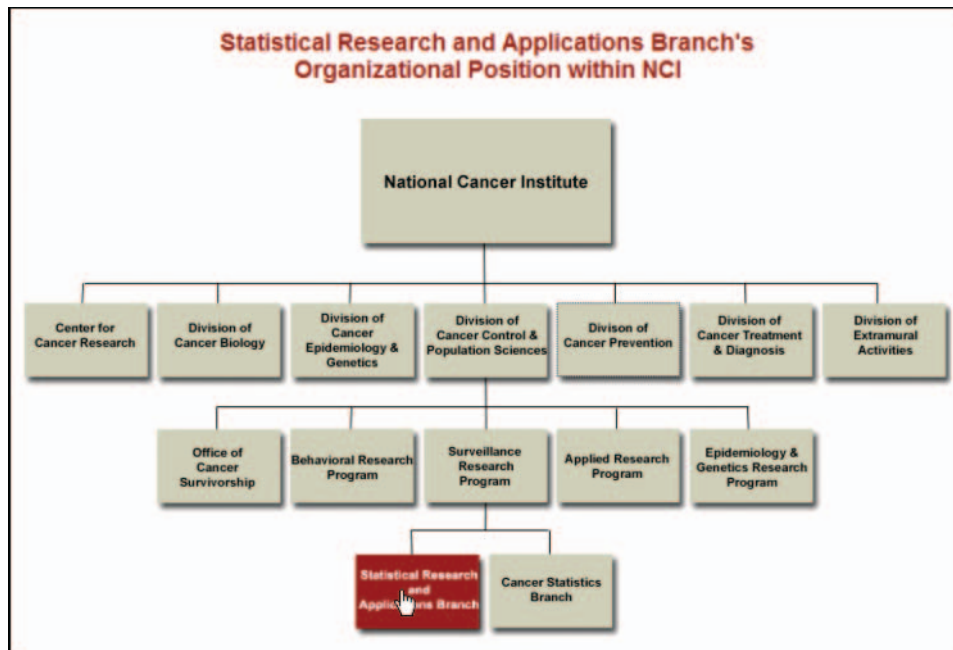 Statistical Research and Applications Branch's
Organizational Position within NCI
National Cancer Institute
Center for
Cancer Research
Division of
Cancer Biology
Division of
Cancer
Epidemiology &
Genetics
Division of
Cancer Control &
Population Sciences
Divison of
Cancer Prevention
Division of
Cancer Treatment
& Diagnosis
Division of
Extramural
Activities
Office of
Cancer
Survivorship
Behavioral Research
Program
Surveillance
Research
Program
Applied Research
Program
Epidemiology &
Genetics Research
Program
Statistical Research
and
Applications Branch
Cancer Statistics
Branch